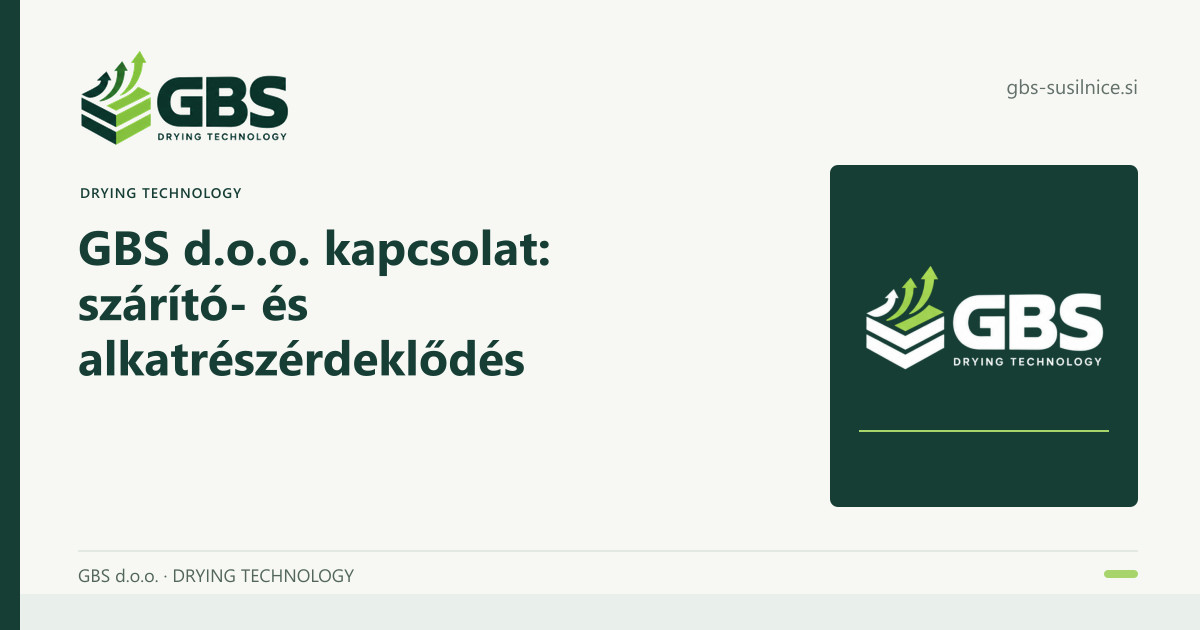 GBS
DRYING TECHNOLOGY
gbs-susilnice.si
DRYING TECHNOLOGY
GBS d.o.o. kapcsolat:
szárító- és
alkatrészérdeklődés
GBS
DRYING TECHNOLOGY
GBS d.o.o. · DRYING TECHNOLOGY